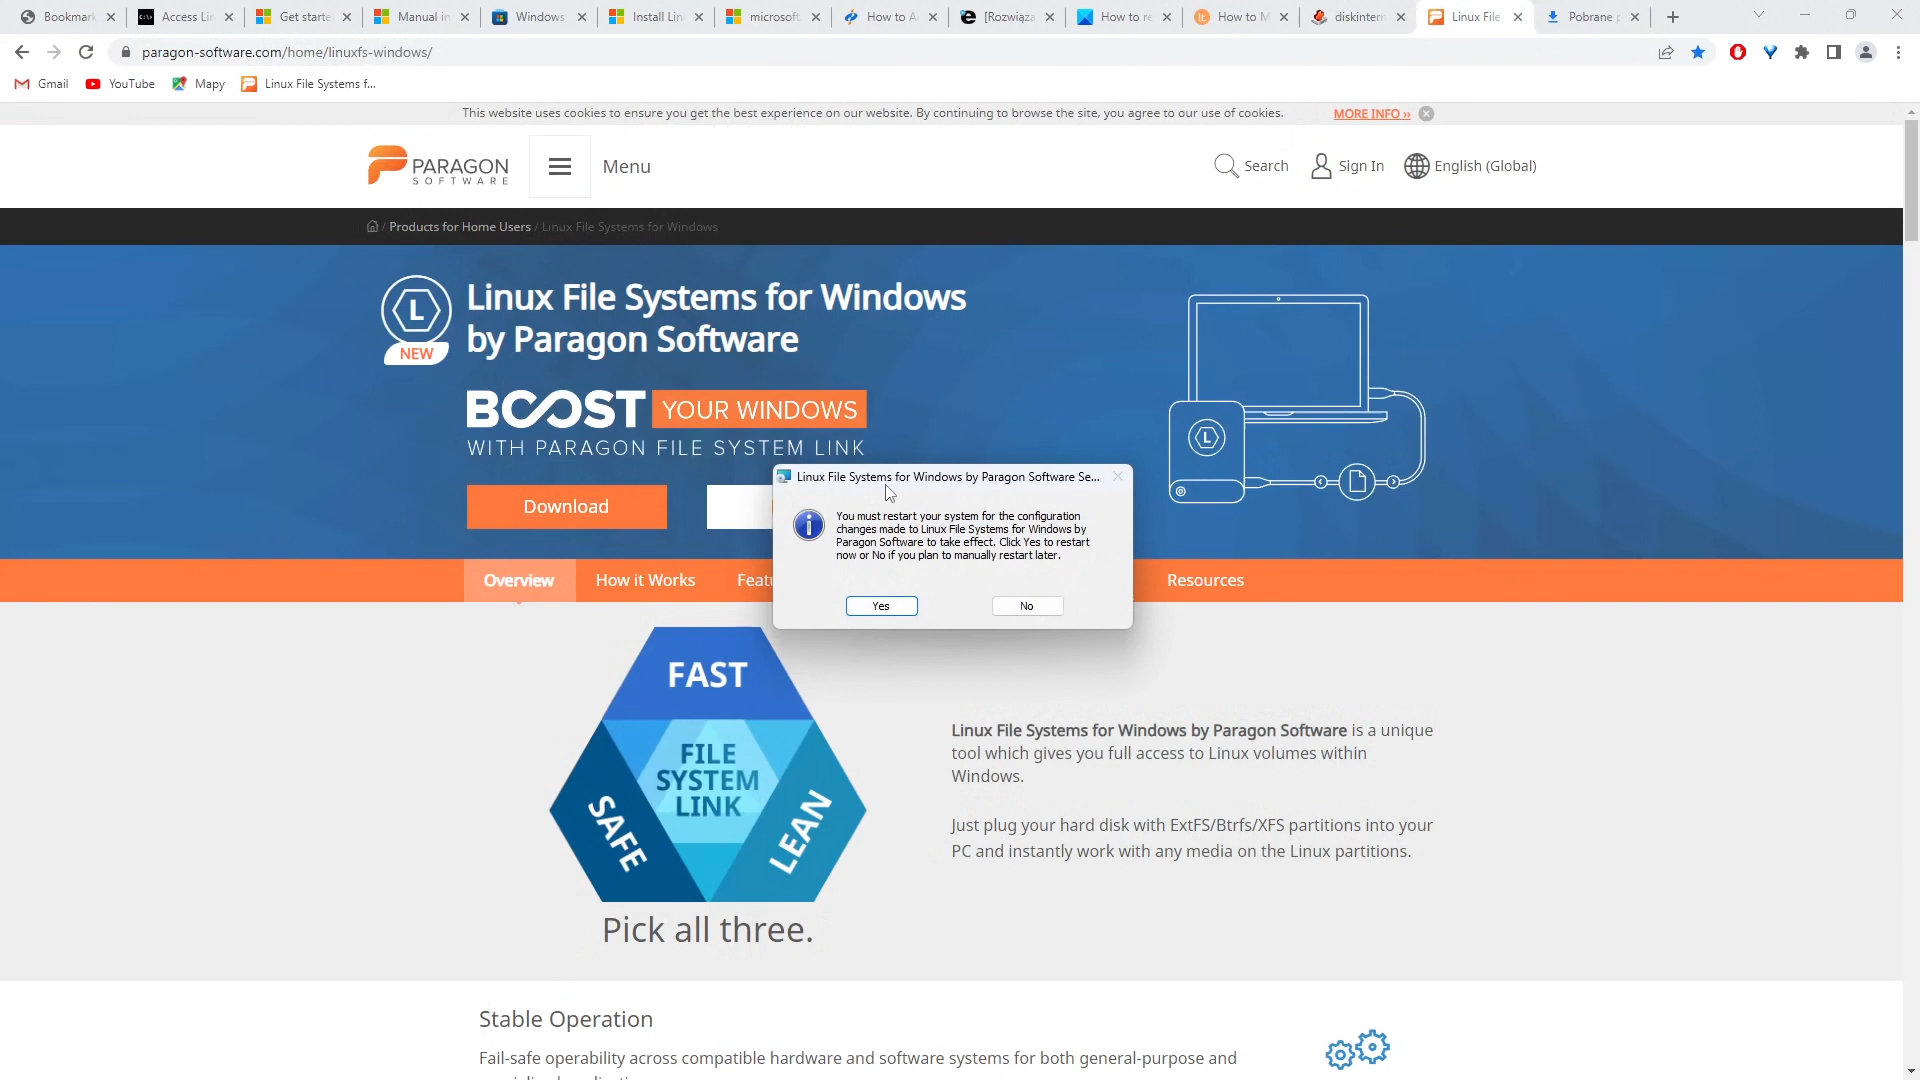 Bookmark
Access Lin
Get starte
Manual in
Windows
Install Lin
microsoft
How to A
[Rozwiąza
How to re
How to M
diskintern
Linux File
Pobrane p
paragon-software.com/home/linuxfs-windows/
Gmail
YouTube
Mapy
Linux File Systems f...
This website uses cookies to ensure you get the best experience on our website. By continuing to browse the site, you agree to our use of cookies.
MORE INFO ››
PARAGON
SOFTWARE
Menu
Search
Sign In
English (Global)
/ Products for Home Users / Linux File Systems for Windows
L
NEW
Linux File Systems for Windows
by Paragon Software
BOOST YOUR WINDOWS
WITH PARAGON FILE SYSTEM LINK
L
Download
Linux File Systems for Windows by Paragon Software Se...
You must restart your system for the configuration
changes made to Linux File Systems for Windows by
Paragon Software to take effect. Click Yes to restart
now or No if you plan to manually restart later.
Yes
No
Overview
How it Works
Featu
Resources
FAST
FILE
SYSTEM
LINK
SAFE
LEAN
Pick all three.
Linux File Systems for Windows by Paragon Software is a unique
tool which gives you full access to Linux volumes within
Windows.
Just plug your hard disk with ExtFS/Btrfs/XFS partitions into your
PC and instantly work with any media on the Linux partitions.
Stable Operation
Fail-safe operability across compatible hardware and software systems for both general-purpose and